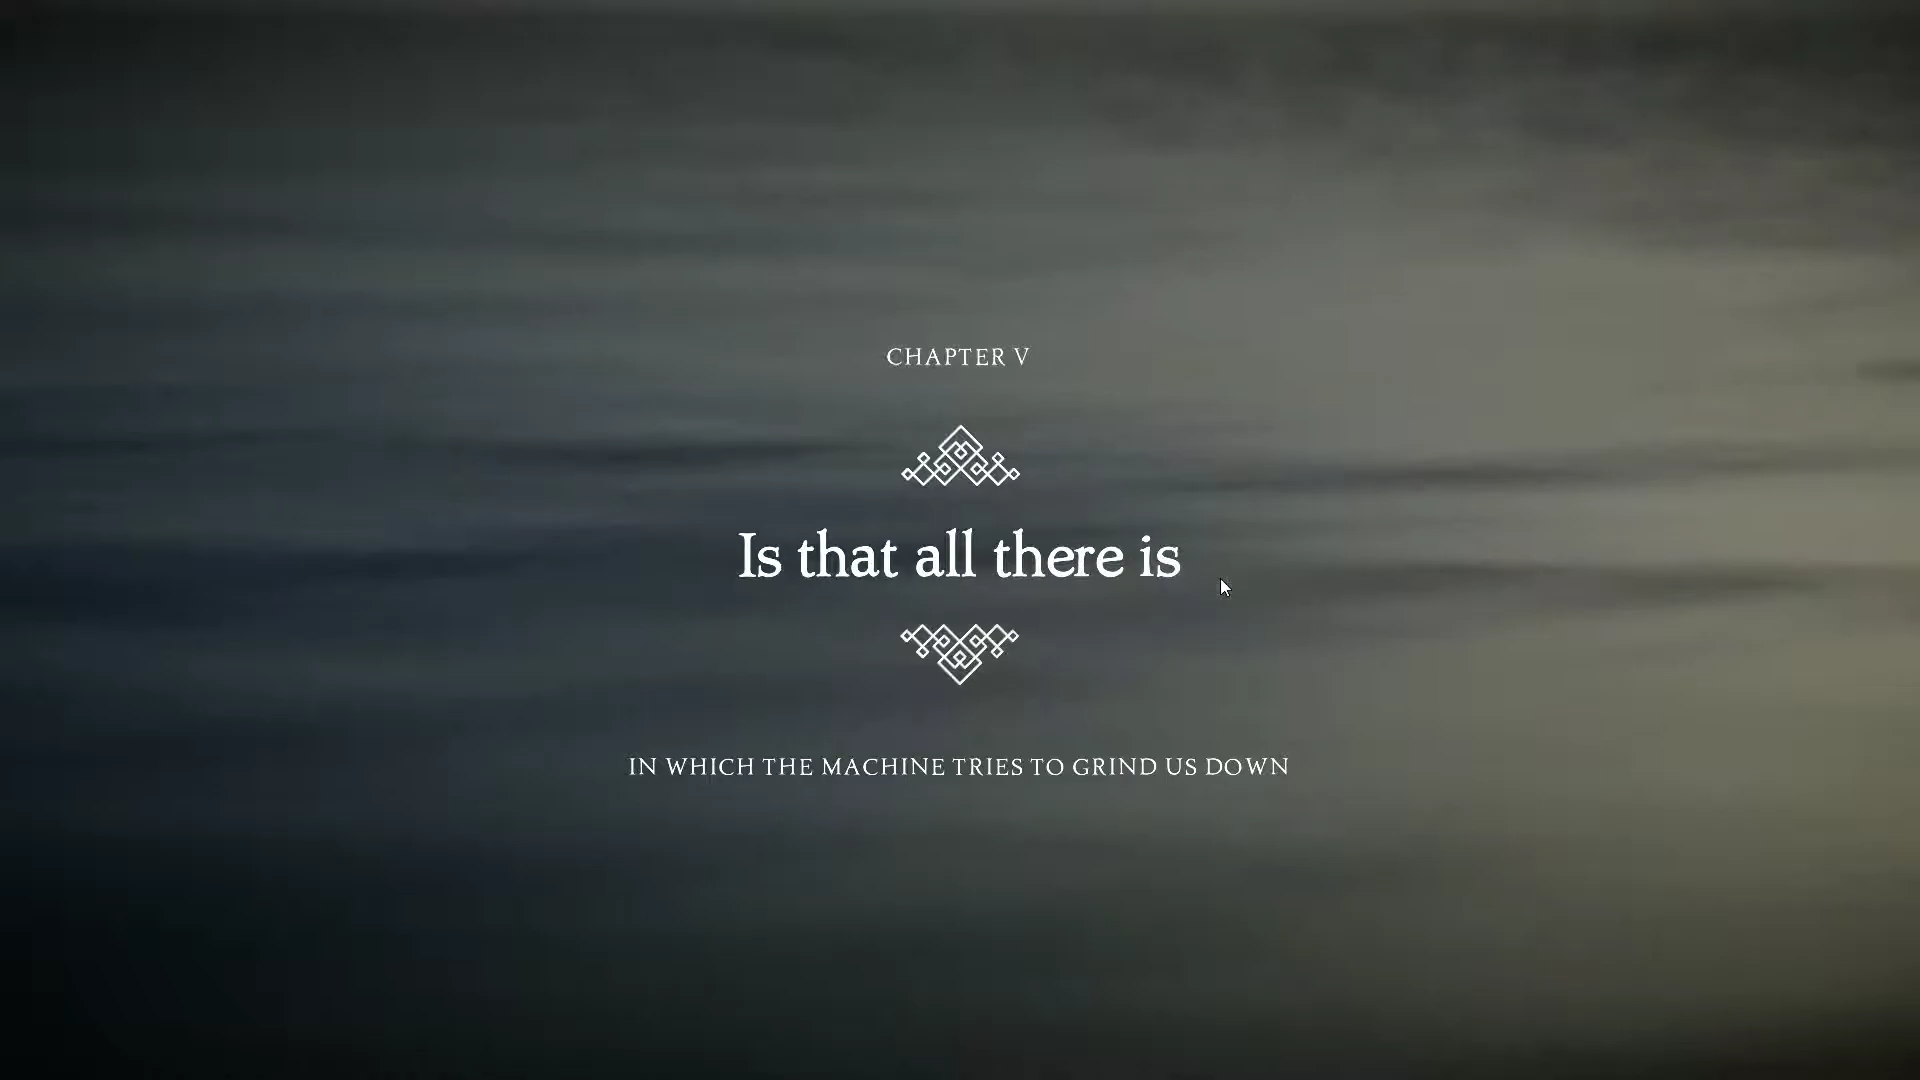 CHAPTER V
Is that all there is
IN WHICH THE MACHINE TRIES TO GRIND US DOWN